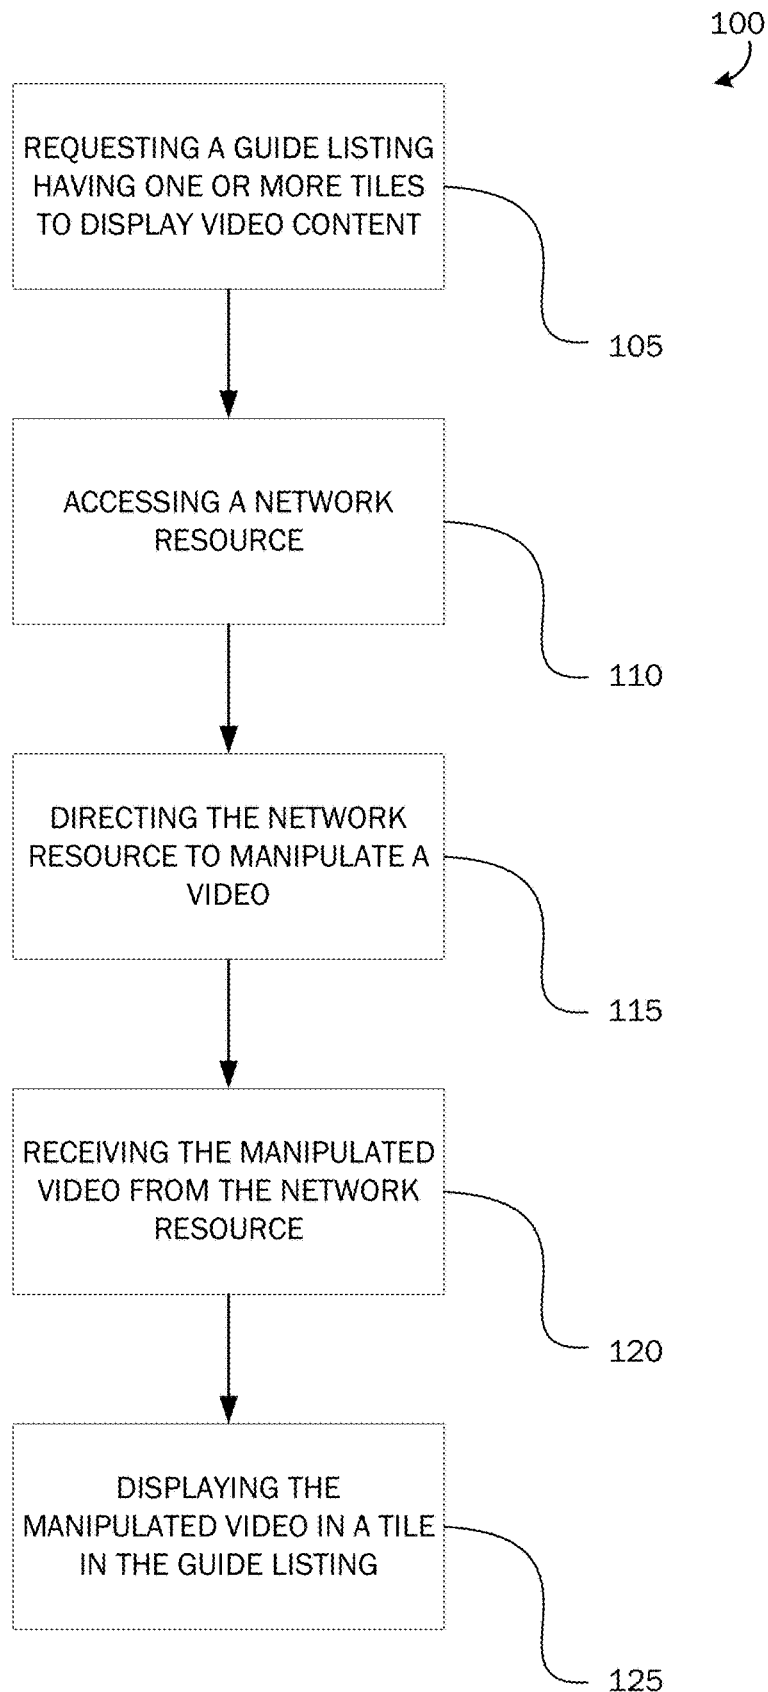 100
REQUESTING A GUIDE LISTING
HAVING ONE OR MORE TILES
TO DISPLAY VIDEO CONTENT
105
ACCESSING A NETWORK
RESOURCE
110
DIRECTING THE NETWORK
RESOURCE TO MANIPULATE A
VIDEO
115
RECEIVING THE MANIPULATED
VIDEO FROM THE NETWORK
RESOURCE
120
DISPLAYING THE
MANIPULATED VIDEO IN A TILE
IN THE GUIDE LISTING
125